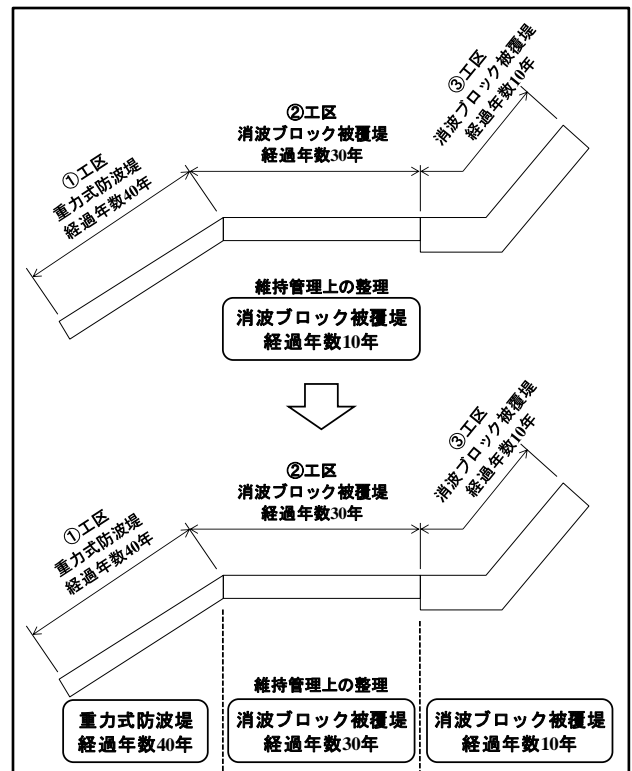 ③工区
消波ブロック被覆堤
経過年数10年
②工区
消波ブロック被覆堤
経過年数30年
①工区
重力式防波堤
経過年数40年
維持管理上の整理
消波ブロック被覆堤
経過年数10年
③工区
消波ブロック被覆堤
経過年数10年
②工区
消波ブロック被覆堤
経過年数30年
①工区
重力式防波堤
経過年数40年
維持管理上の整理
重力式防波堤
経過年数40年
消波ブロック被覆堤
経過年数30年
消波ブロック被覆堤
経過年数10年